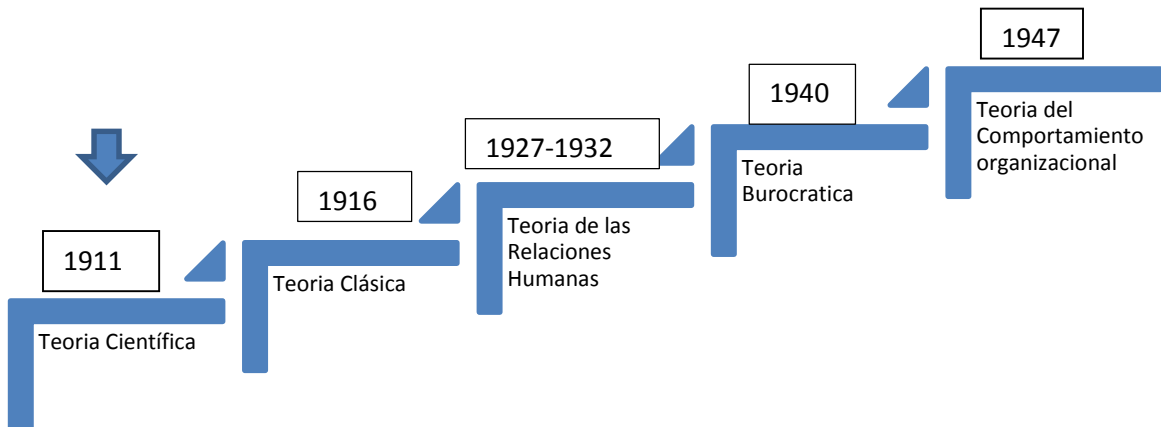 1911
Teoria Científica
1916
Teoria Clásica
1927-1932
Teoria de las
Relaciones
Humanas
1940
Teoria
Burocratica
1947
Teoria del
Comportamiento
organizacional